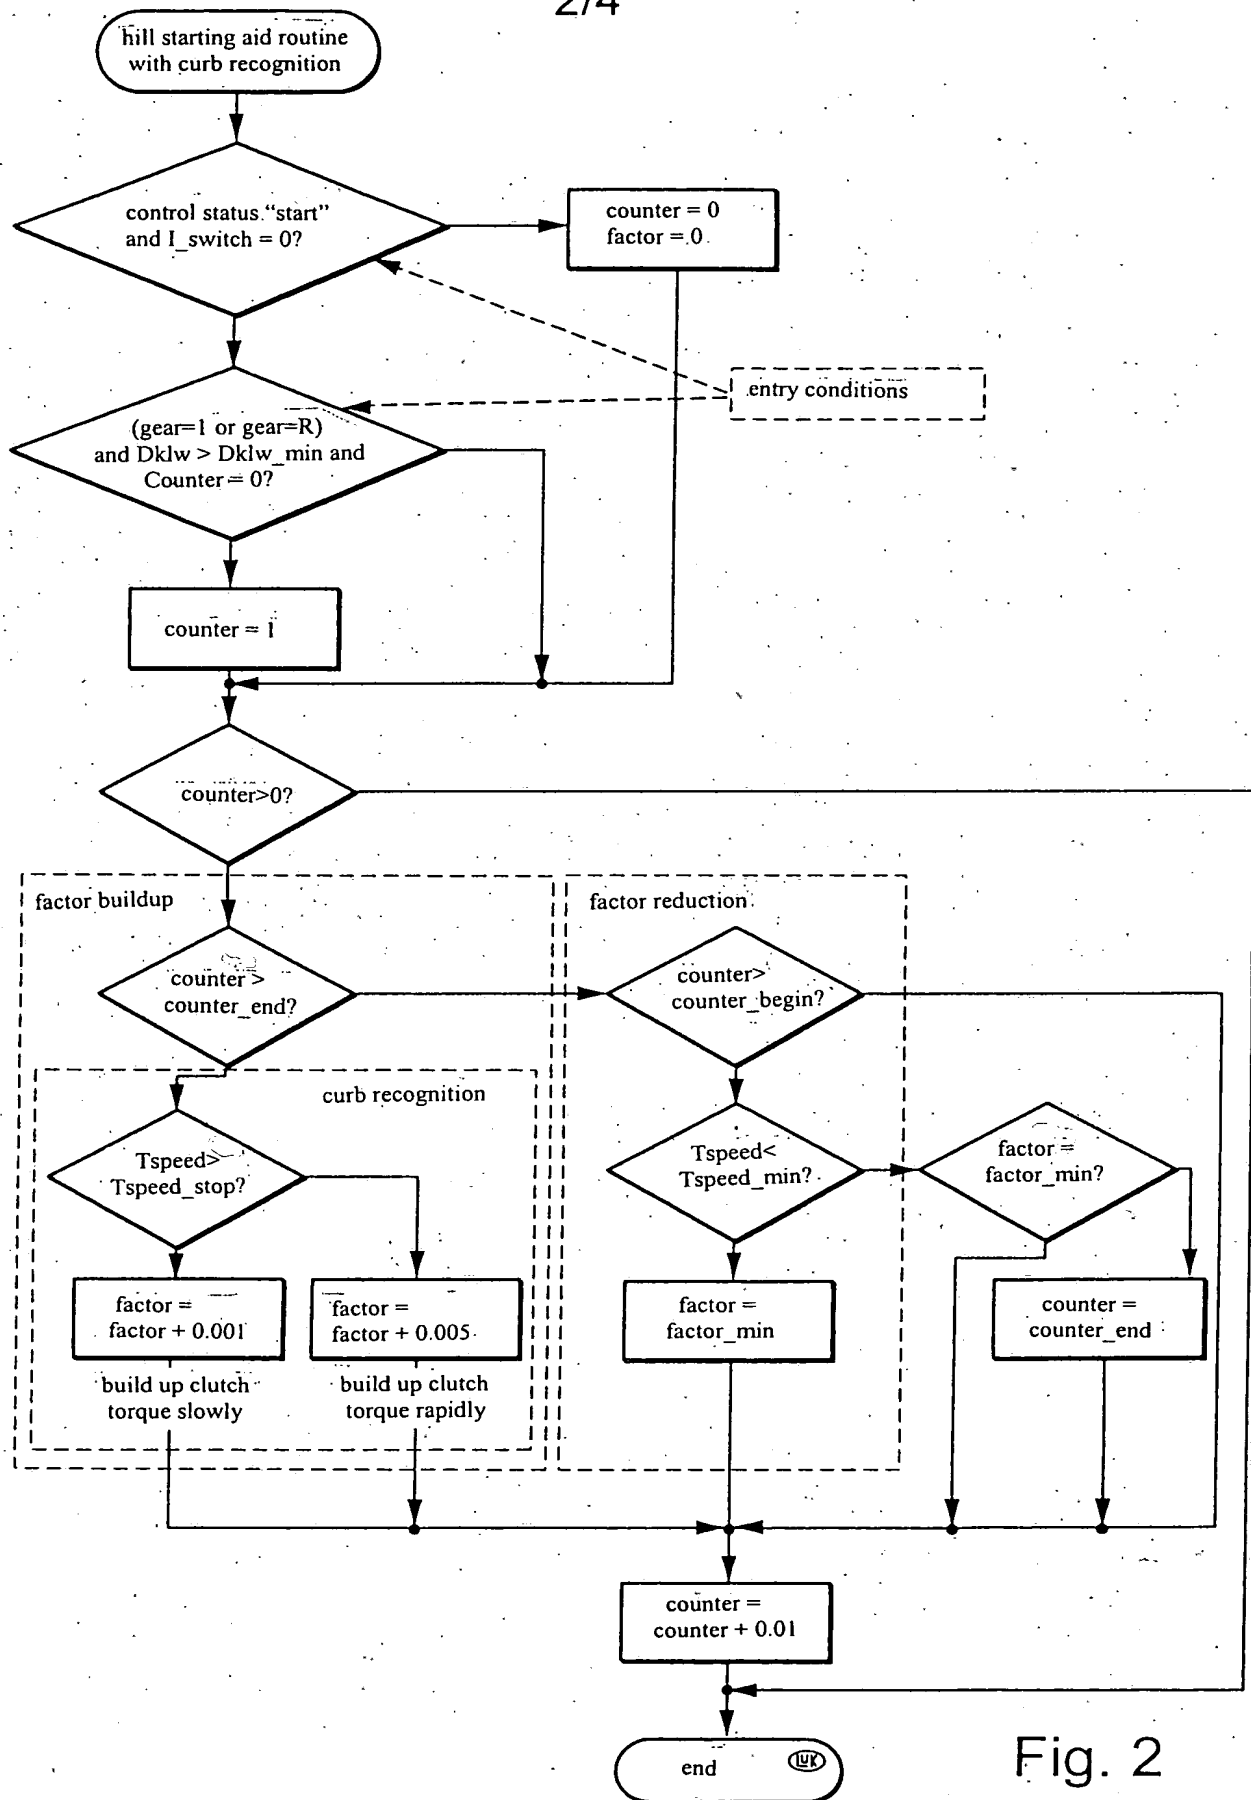 2/4
hill starting aid routine
with curb recognition
control status "start"
and I_switch = 0?
counter = 0
factor = 0
entry conditions
(gear=1 or gear=R)
and Dklw > Dklw_min and
Counter = 0?
counter = 1
counter>0?
factor buildup
factor reduction
counter >
counter_end?
counter>
counter_begin?
curb recognition
Tspeed>
Tspeed_stop?
Tspeed<
Tspeed_min?
factor =
factor_min?
factor =
factor + 0.001
factor =
factor + 0.005
factor =
factor_min
counter =
counter_end
build up clutch
torque slowly
build up clutch
torque rapidly
counter =
counter + 0.01
end
LUK
Fig. 2